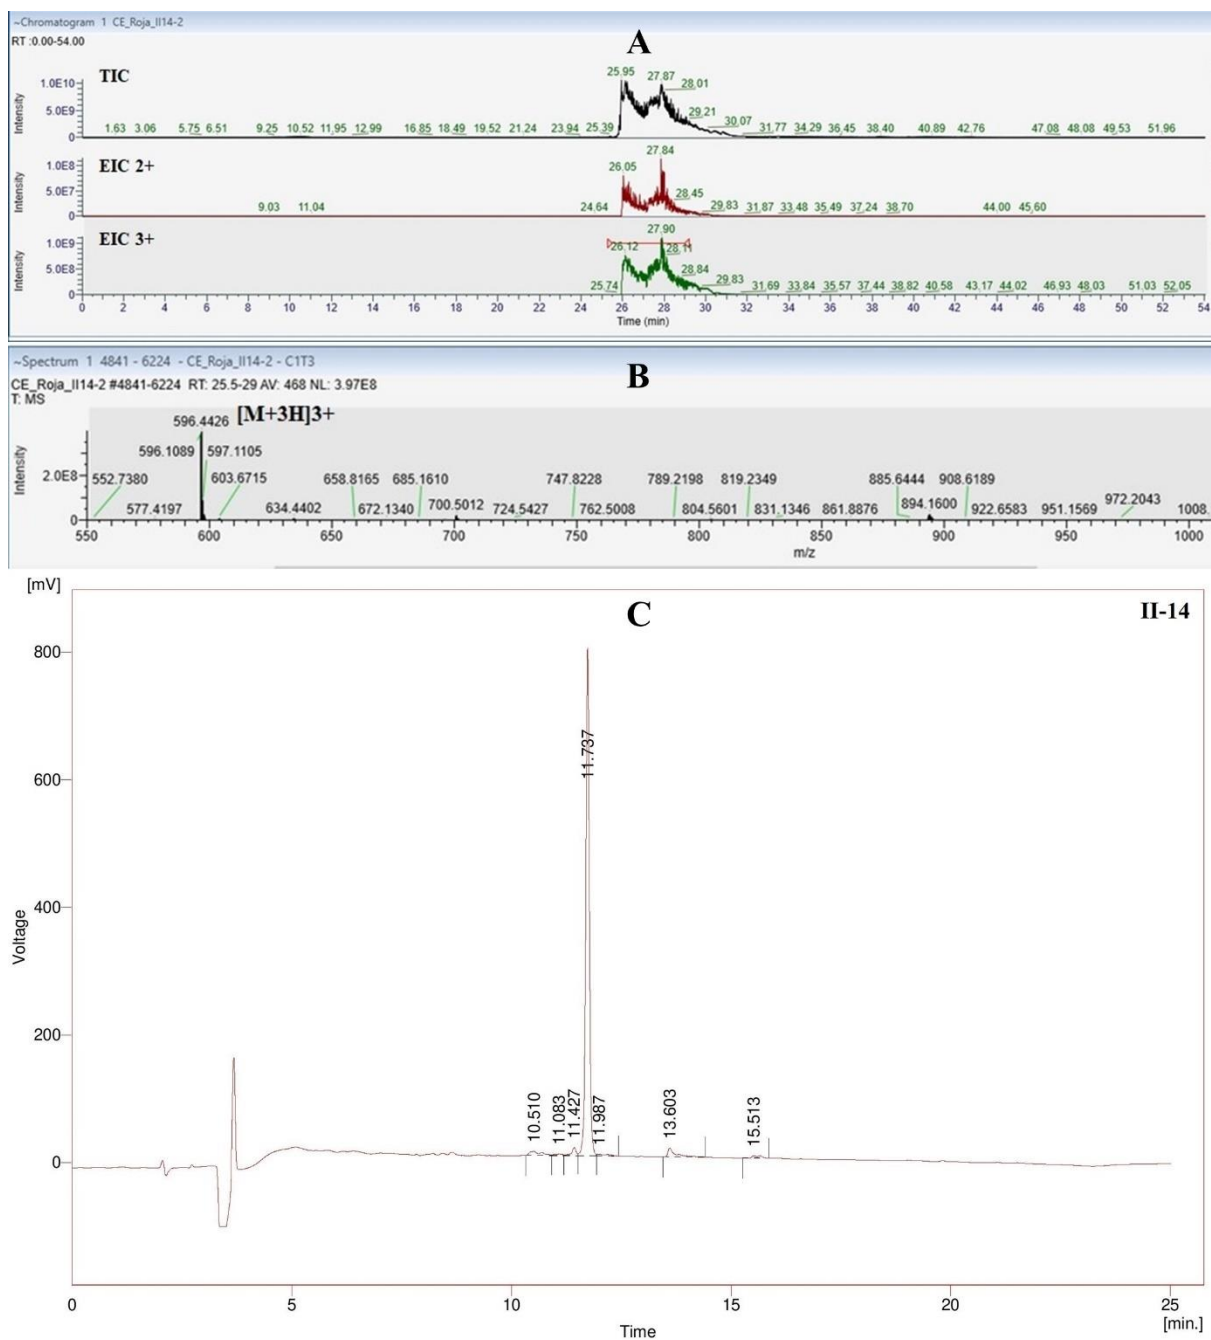 ~Chromatogram 1 CE_Roja_II14-2
RT :0.00-54.00
A
TIC
Intensity
1.0E10
5.0E9
0
25.95 27.87 28.01 29.21 30.07
1.63 3.06 5.75 6.51 9.25 10.52 11.95 12.99 16.85 18.49 19.52 21.24 23.94 25.39 31.77 34.29 36.45 38.40 40.89 42.76 47.08 48.08 49.53 51.96
EIC 2+
Intensity
1.0E8
5.0E7
0
26.05 27.84 28.45
9.03 11.04 24.64 29.83 31.87 33.48 35.49 37.24 38.70 44.00 45.60
EIC 3+
Intensity
1.0E9
5.0E8
0
27.90
26.12 28.11
28.84
25.74 29.83 31.69 33.84 35.57 37.44 38.82 40.58 43.17 44.02 46.93 48.03 51.03 52.05
0 2 4 6 8 10 12 14 16 18 20 22 24 26 28 30 32 34 36 38 40 42 44 46 48 50 52 54
Time (min)
~Spectrum 1 4841 - 6224 - CE_Roja_II14-2 - C1T3
B
CE_Roja_II14-2 #4841-6224 RT: 25.5-29 AV: 468 NL: 3.97E8
T: MS
Intensity
2.0E8
0
596.4426 [M+3H]3+
596.1089 597.1105
552.7380 603.6715 658.8165 685.1610 747.8228 789.2198 819.2349 885.6444 908.6189
577.4197 634.4402 672.1340 700.5012 724.5427 762.5008 804.5601 831.1346 861.8876 894.1600 922.6583 951.1569 972.2043 1008.
550 600 650 700 750 800 850 900 950 1000
m/z
[mV]
C
II-14
800
600
400
200
0
Voltage
10.510
11.083
11.427
11.737
11.987
13.603
15.513
0 5 10 15 20 25
Time
[min.]